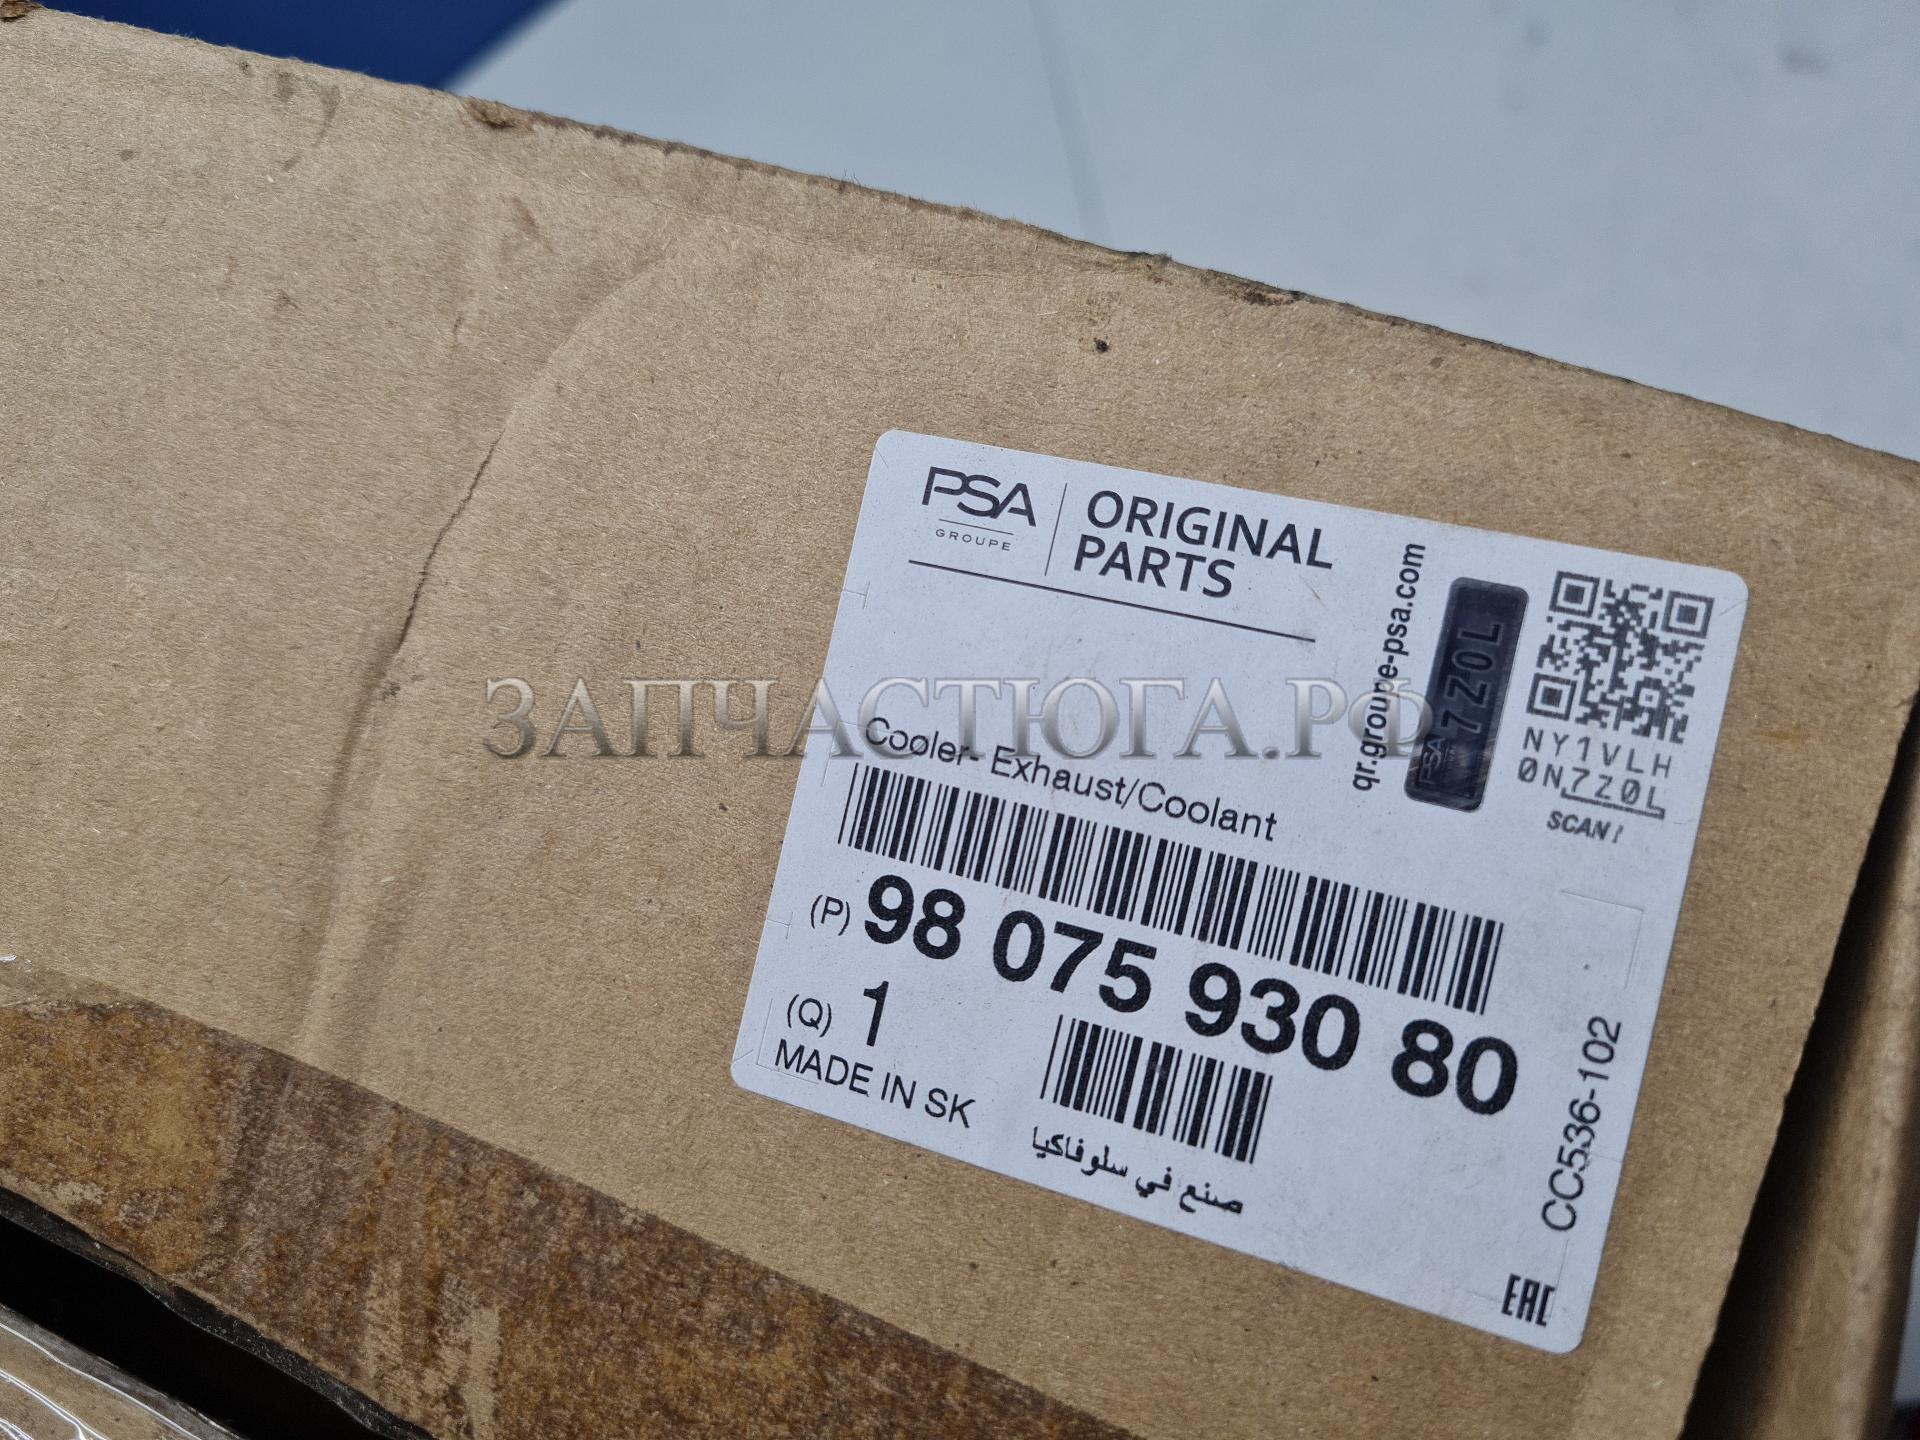 PSA
GROUPE
ORIGINAL
PARTS
qr.groupe-psa.com
PSA 7Z0L
NY1VLH
0N7Z0L
SCAN!
ЗАПЧАСТЮГА.РФ
Cooler- Exhaust/Coolant
(P) 98 075 930 80
(Q) 1
MADE IN SK
صنع في سلوفاكيا
CC536-102
EAC